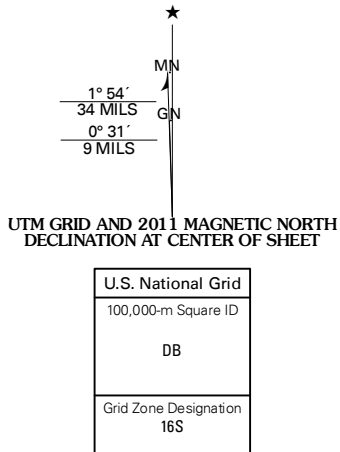 MN
1° 54´
34 MILS
GN
0° 31´
9 MILS
UTM GRID AND 2011 MAGNETIC NORTH
DECLINATION AT CENTER OF SHEET
U.S. National Grid
100,000-m Square ID
DB
Grid Zone Designation
16S